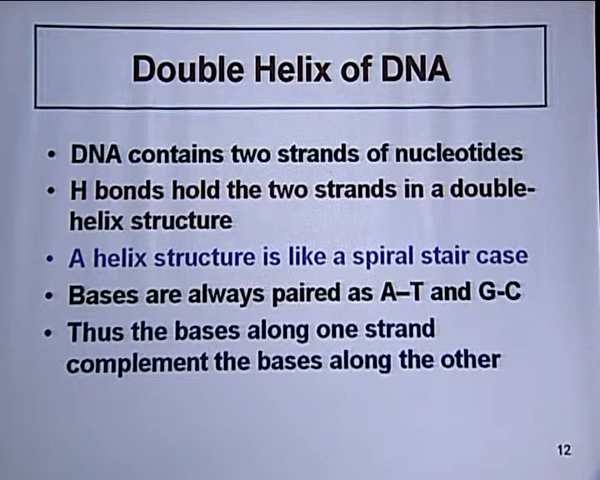 Double Helix of DNA
• DNA contains two strands of nucleotides
• H bonds hold the two strands in a double-
helix structure
• A helix structure is like a spiral stair case
• Bases are always paired as A–T and G-C
• Thus the bases along one strand
complement the bases along the other
12